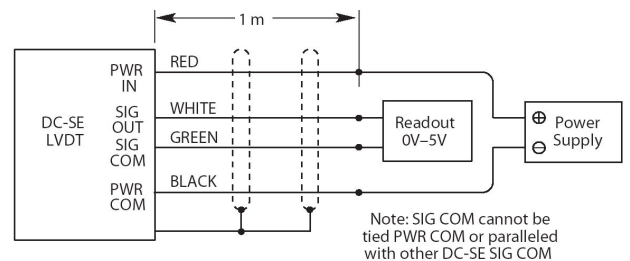 1 m
PWR
IN
RED
SIG
OUT
WHITE
DC-SE
LVDT
SIG
COM
GREEN
PWR
COM
BLACK
Readout
0V–5V
⊕ Power
⊖ Supply
Note: SIG COM cannot be
tied PWR COM or paralleled
with other DC-SE SIG COM